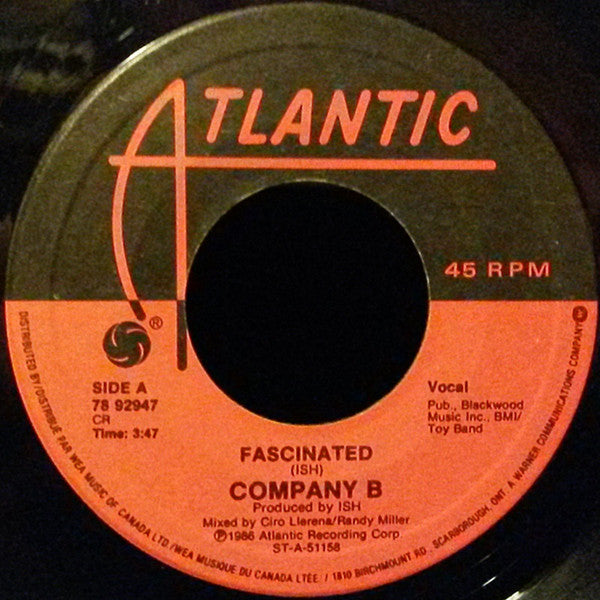 ATLANTIC
45 RPM
®
SIDE A
78 92947
CR
Time: 3:47
Vocal
Pub., Blackwood
Music Inc., BMI/
Toy Band
FASCINATED
(ISH)
COMPANY B
Produced by ISH
Mixed by Ciro Llerena/Randy Miller
℗1986 Atlantic Recording Corp.
ST-A-51158
DISTRIBUTED BY/DISTRIBUÉ PAR WEA MUSIC OF CANADA LTD./WEA MUSIQUE DU CANADA LTÉE. / 1810 BIRCHMOUNT RD., SCARBOROUGH, ONT. A WARNER COMMUNICATIONS COMPANY